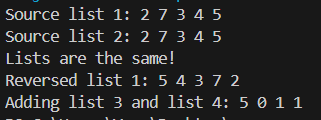 Source list 1: 2 7 3 4 5
Source list 2: 2 7 3 4 5
Lists are the same!
Reversed list 1: 5 4 3 7 2
Adding list 3 and list 4: 5 0 1 1